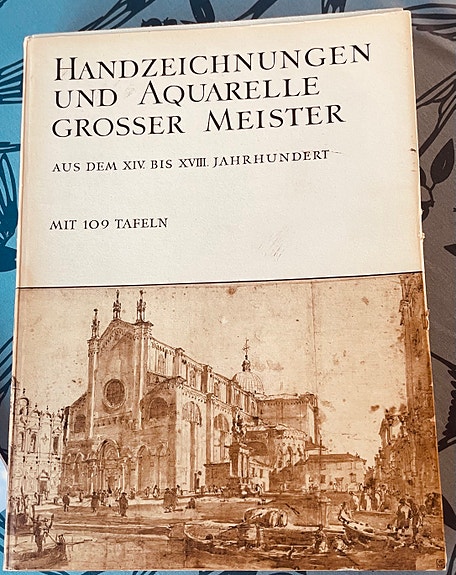 HANDZEICHNUNGEN
UND AQUARELLE
GROSSER MEISTER
AUS DEM XIV. BIS XVIII. JAHRHUNDERT
MIT 109 TAFELN